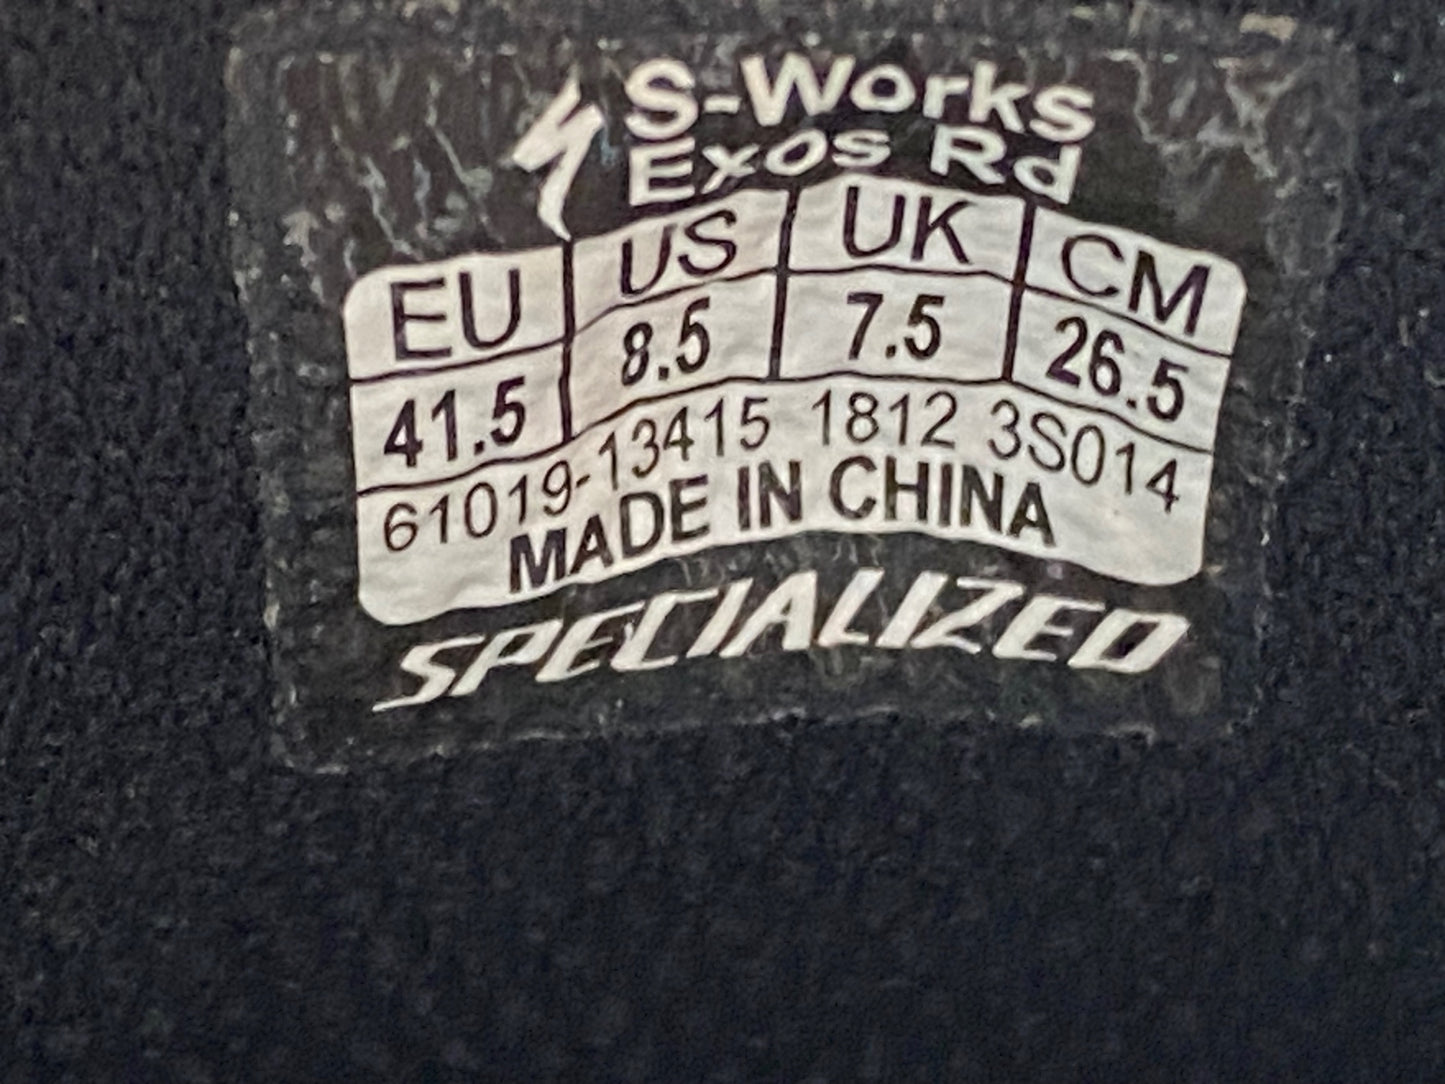 S-Works
Exos Rd
EU US UK CM
41.5 8.5 7.5 26.5
61019-13415 1812 3S014
MADE IN CHINA
SPECIALIZED